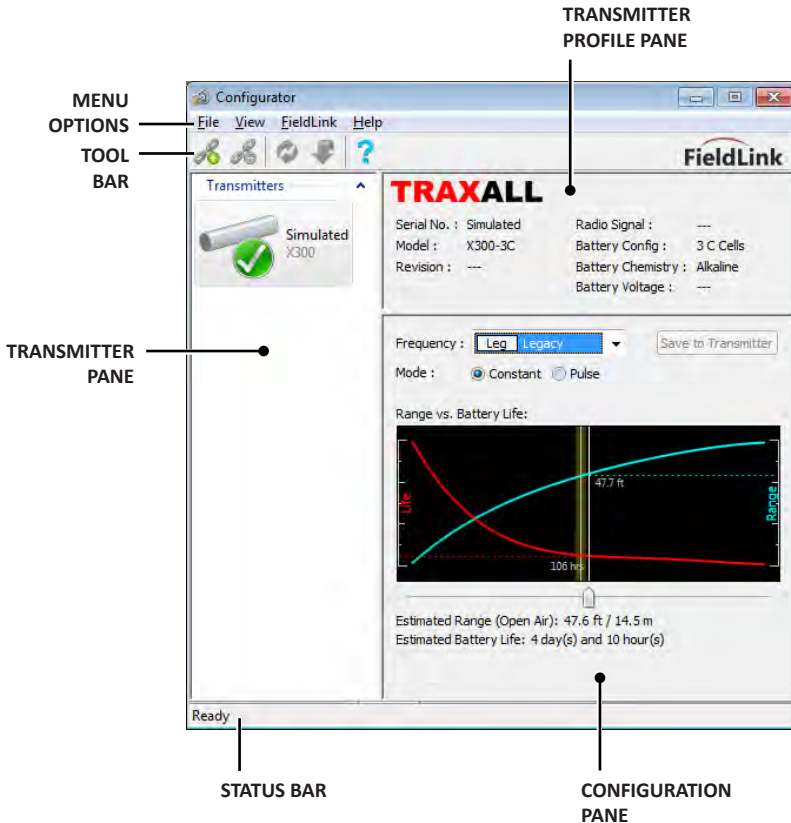 TRANSMITTER
PROFILE PANE
MENU
OPTIONS
TOOL
BAR
Configurator
File View FieldLink Help
?
FieldLink
Transmitters
Simulated
X300
TRAXALL
Serial No. : Simulated
Model : X300-3C
Revision : ---
Radio Signal : ---
Battery Config : 3 C Cells
Battery Chemistry : Alkaline
Battery Voltage : ---
TRANSMITTER
PANE
Frequency : Leg Legacy
Save to Transmitter
Mode : Constant Pulse
Range vs. Battery Life:
Life
47.7 ft
Range
106 hrs
Estimated Range (Open Air): 47.6 ft / 14.5 m
Estimated Battery Life: 4 day(s) and 10 hour(s)
Ready
STATUS BAR
CONFIGURATION
PANE